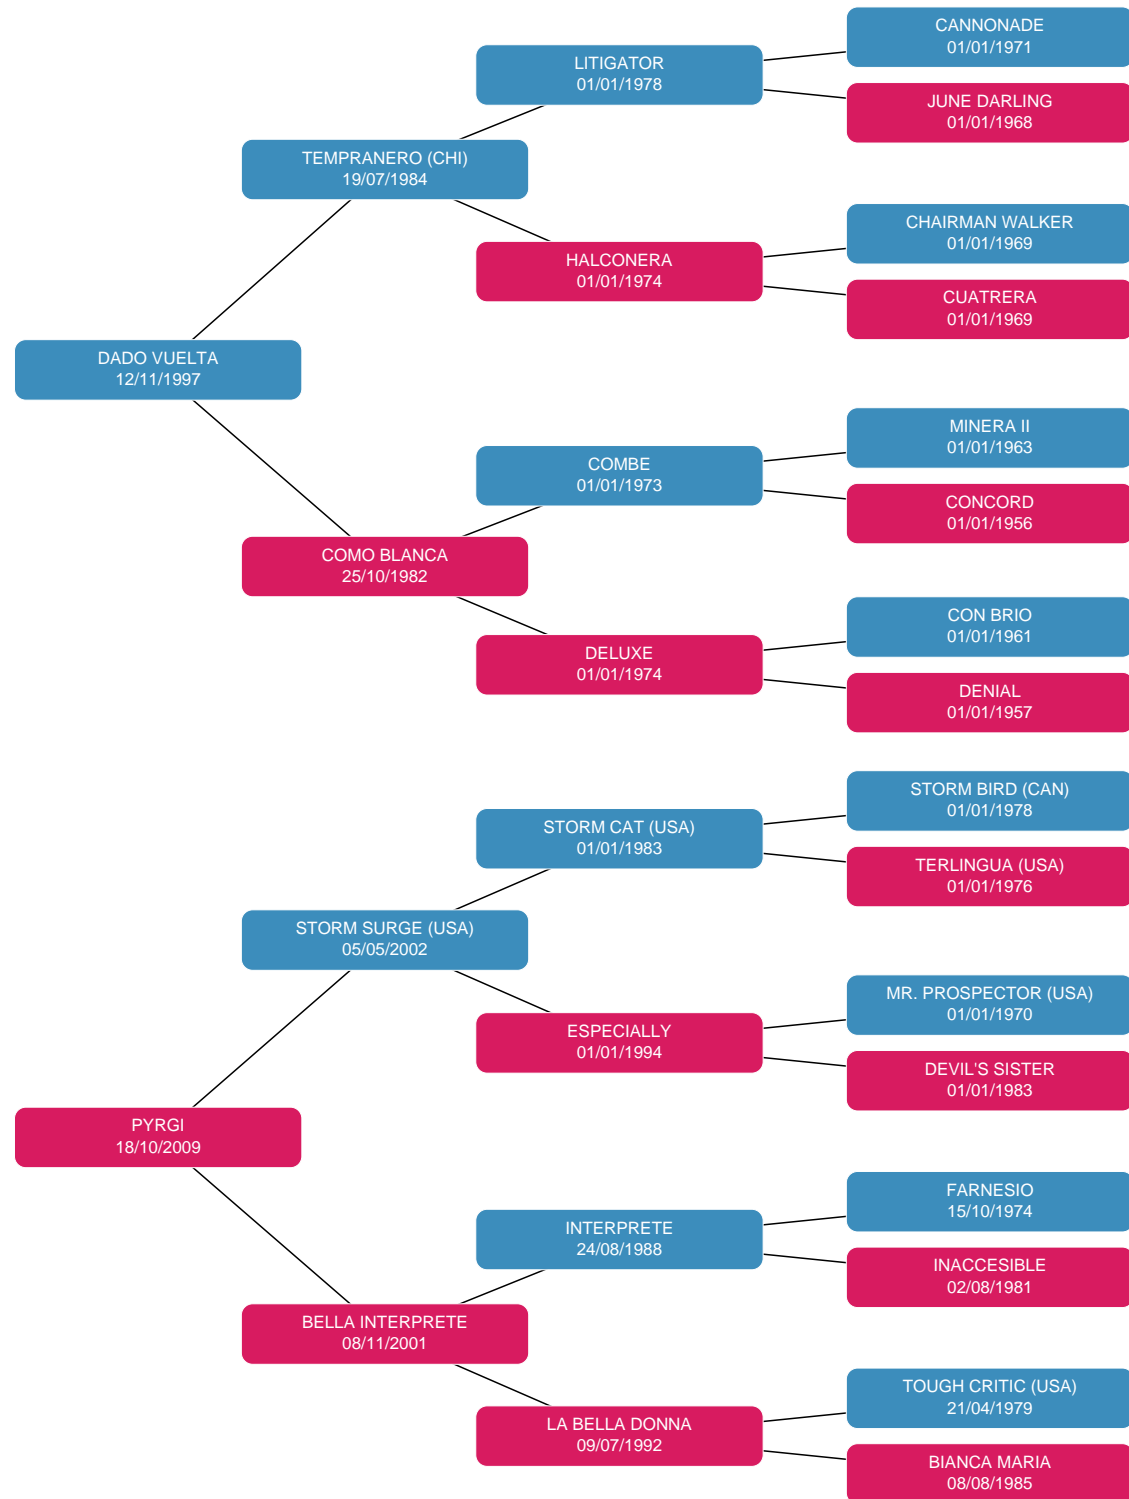 CANNONADE
01/01/1971
LITIGATOR
01/01/1978
JUNE DARLING
01/01/1968
TEMPRANERO (CHI)
19/07/1984
CHAIRMAN WALKER
01/01/1969
HALCONERA
01/01/1974
CUATRERA
01/01/1969
DADO VUELTA
12/11/1997
MINERA II
01/01/1963
COMBE
01/01/1973
CONCORD
01/01/1956
COMO BLANCA
25/10/1982
CON BRIO
01/01/1961
DELUXE
01/01/1974
DENIAL
01/01/1957
STORM BIRD (CAN)
01/01/1978
STORM CAT (USA)
01/01/1983
TERLINGUA (USA)
01/01/1976
STORM SURGE (USA)
05/05/2002
MR. PROSPECTOR (USA)
01/01/1970
ESPECIALLY
01/01/1994
DEVIL'S SISTER
01/01/1983
PYRGI
18/10/2009
FARNESIO
15/10/1974
INTERPRETE
24/08/1988
INACCESIBLE
02/08/1981
BELLA INTERPRETE
08/11/2001
TOUGH CRITIC (USA)
21/04/1979
LA BELLA DONNA
09/07/1992
BIANCA MARIA
08/08/1985